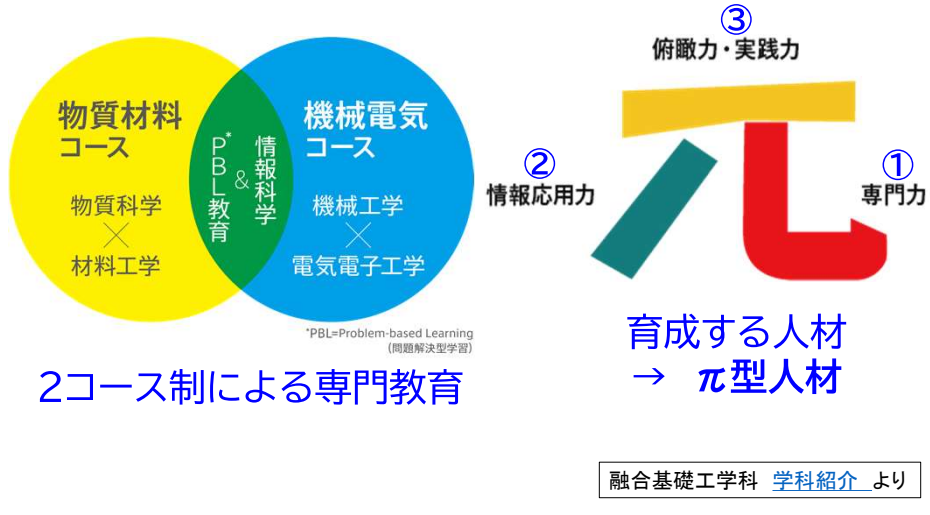 物質材料
コース
物質科学
×
材料工学
情報科学
&
P*BL教育
機械電気
コース
機械工学
×
電気電子工学
*PBL=Problem-based Learning
(問題解決型学習)
2コース制による専門教育
③
俯瞰力・実践力
②
情報応用力
①
専門力
育成する人材
→ π型人材
融合基礎工学科 学科紹介 より